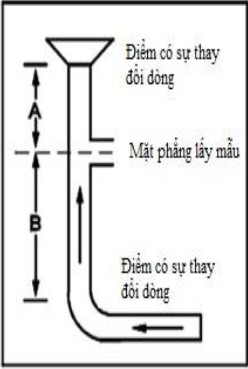 Điểm có sự thay
đổi dòng
A
Mặt phẳng lấy mẫu
B
Điểm có sự thay
đổi dòng